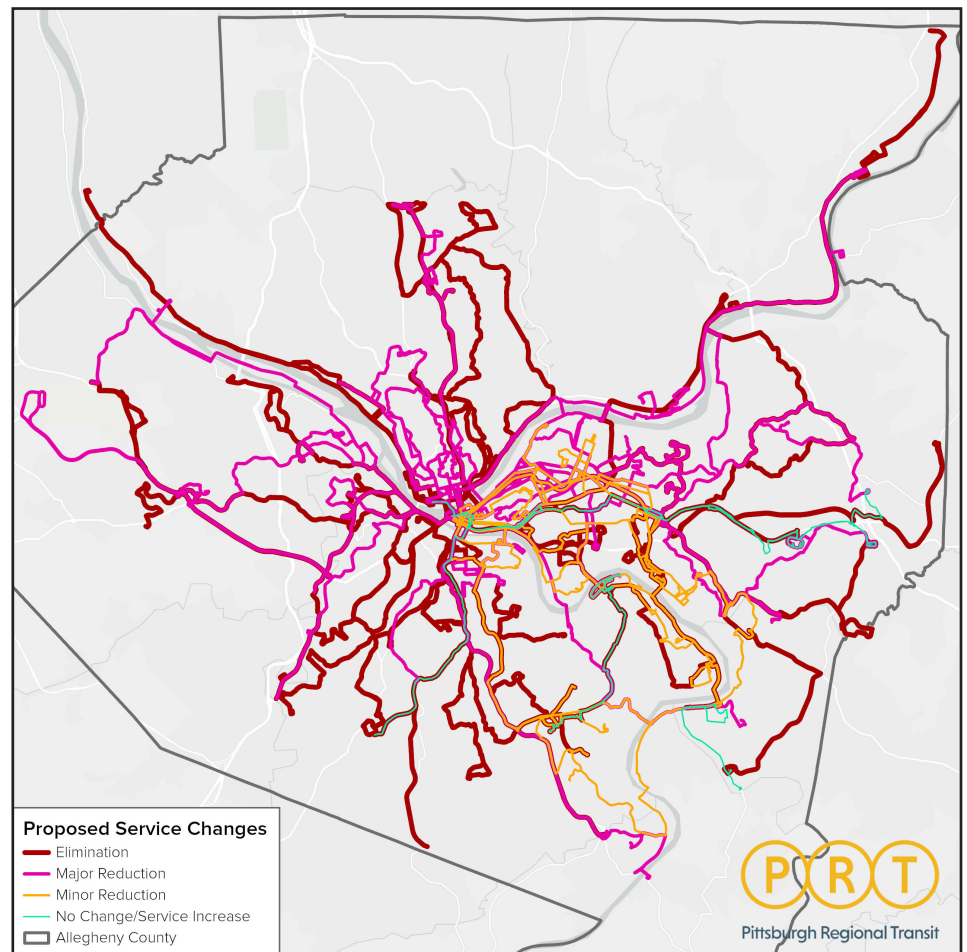 Proposed Service Changes
Elimination
Major Reduction
Minor Reduction
No Change/Service Increase
Allegheny County
PRT
Pittsburgh Regional Transit